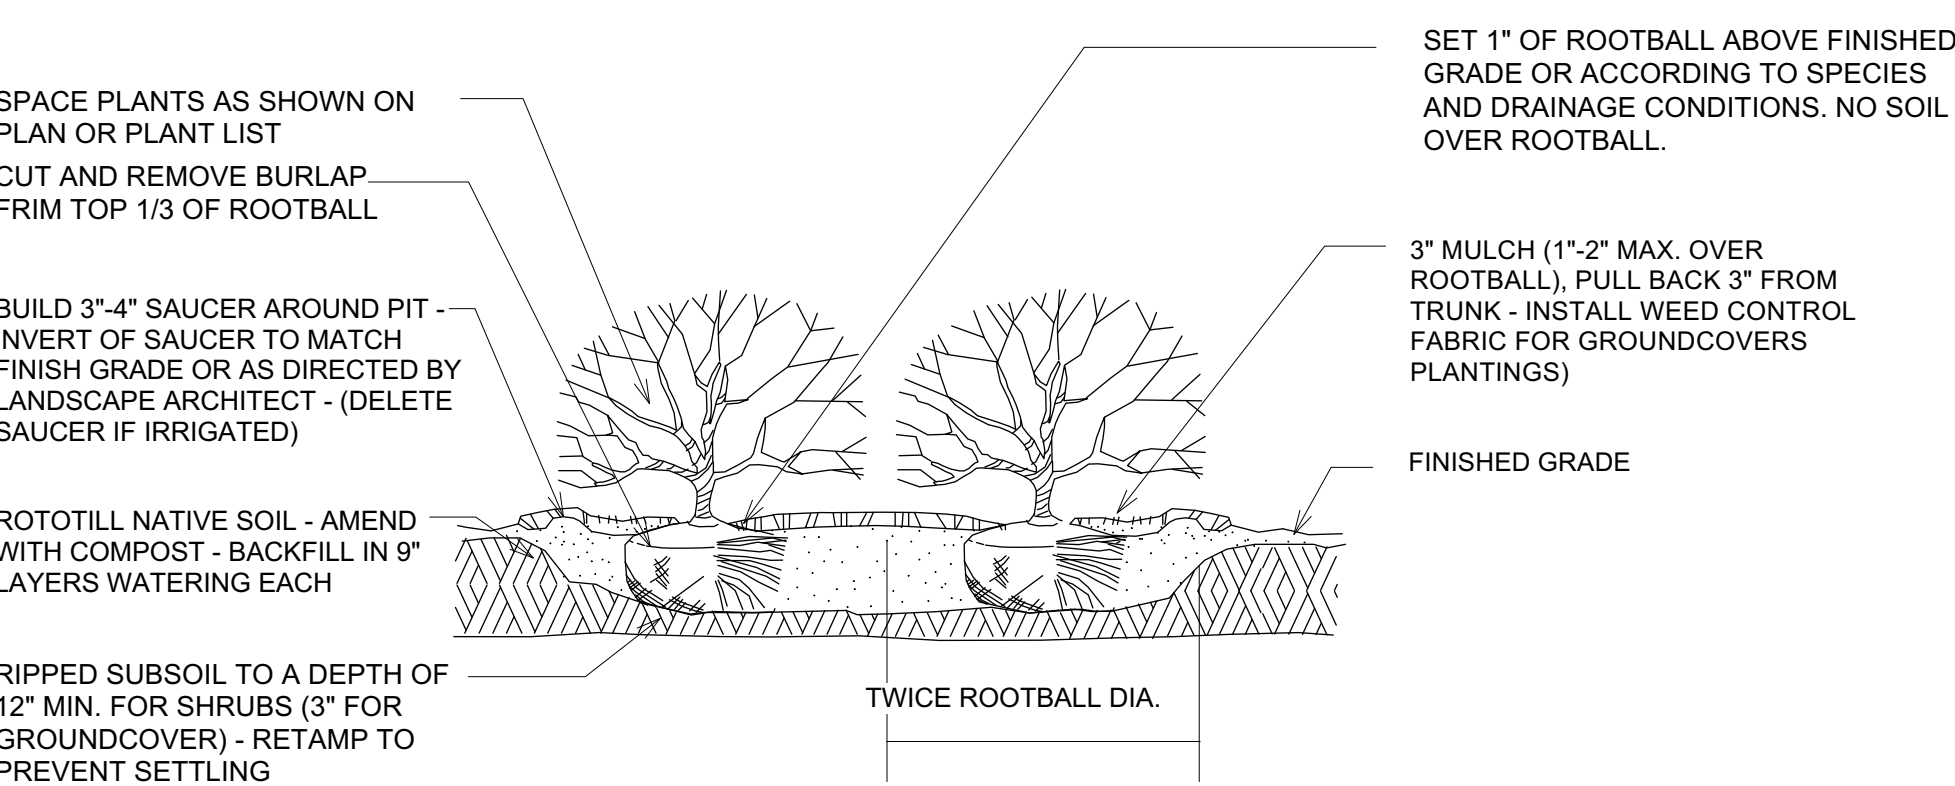 SPACE PLANTS AS SHOWN ON
PLAN OR PLANT LIST
CUT AND REMOVE BURLAP
FRIM TOP 1/3 OF ROOTBALL
BUILD 3"-4" SAUCER AROUND PIT -
INVERT OF SAUCER TO MATCH
FINISH GRADE OR AS DIRECTED BY
LANDSCAPE ARCHITECT - (DELETE
SAUCER IF IRRIGATED)
ROTOTILL NATIVE SOIL - AMEND
WITH COMPOST - BACKFILL IN 9"
LAYERS WATERING EACH
RIPPED SUBSOIL TO A DEPTH OF
12" MIN. FOR SHRUBS (3" FOR
GROUNDCOVER) - RETAMP TO
PREVENT SETTLING
TWICE ROOTBALL DIA.
SET 1" OF ROOTBALL ABOVE FINISHED
GRADE OR ACCORDING TO SPECIES
AND DRAINAGE CONDITIONS. NO SOIL
OVER ROOTBALL.
3" MULCH (1"-2" MAX. OVER
ROOTBALL), PULL BACK 3" FROM
TRUNK - INSTALL WEED CONTROL
FABRIC FOR GROUNDCOVERS
PLANTINGS)
FINISHED GRADE